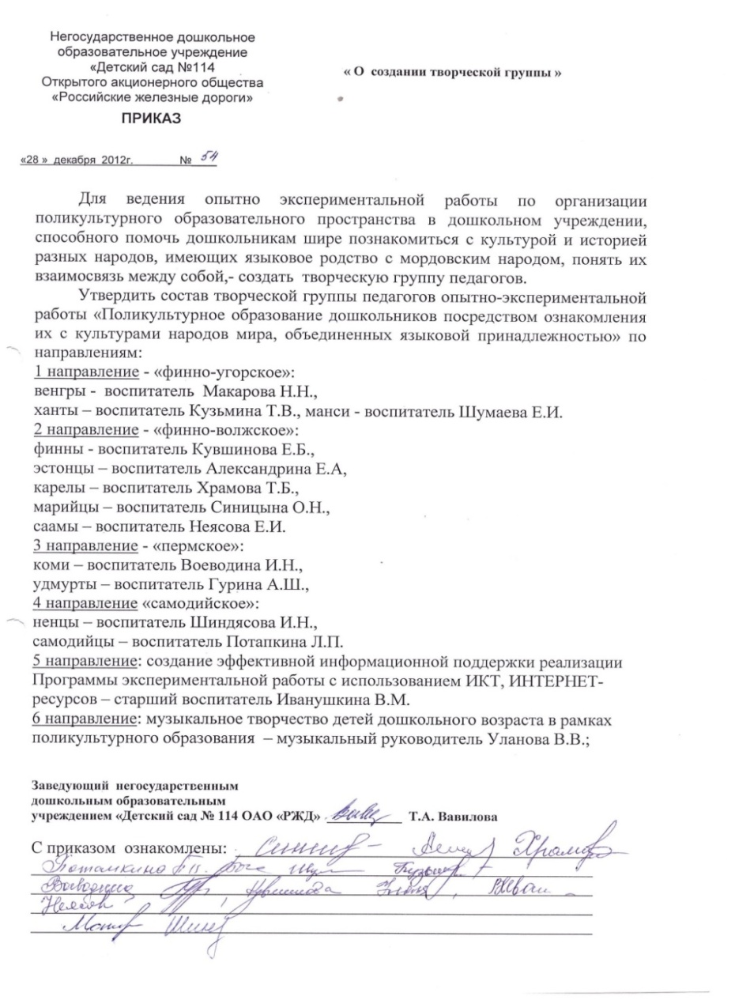 Негосударственное дошкольное
образовательное учреждение
«Детский сад №114
Открытого акционерного общества
«Российские железные дороги»
ПРИКАЗ
« О создании творческой группы »
«28 » декабря 2012г. № 54
Для ведения опытно экспериментальной работы по организации
поликультурного образовательного пространства в дошкольном учреждении,
способного помочь дошкольникам шире познакомиться с культурой и историей
разных народов, имеющих языковое родство с мордовским народом, понять их
взаимосвязь между собой,- создать творческую группу педагогов.
Утвердить состав творческой группы педагогов опытно-экспериментальной
работы «Поликультурное образование дошкольников посредством ознакомления
их с культурами народов мира, объединенных языковой принадлежностью» по
направлениям:
1 направление - «финно-угорское»:
венгры - воспитатель Макарова Н.Н.,
ханты – воспитатель Кузьмина Т.В., манси - воспитатель Шумаева Е.И.
2 направление - «финно-волжское»:
финны - воспитатель Кувшинова Е.Б.,
эстонцы – воспитатель Александрина Е.А,
карелы – воспитатель Храмова Т.Б.,
марийцы – воспитатель Синицына О.Н.,
саамы – воспитатель Неясова Е.И.
3 направление - «пермское»:
коми – воспитатель Воеводина И.Н.,
удмурты – воспитатель Гурина А.Ш.,
4 направление «самодийское»:
ненцы – воспитатель Шиндясова И.Н.,
самодийцы – воспитатель Потапкина Л.П.
5 направление: создание эффективной информационной поддержки реализации
Программы экспериментальной работы с использованием ИКТ, ИНТЕРНЕТ-
ресурсов – старший воспитатель Иванушкина В.М.
6 направление: музыкальное творчество детей дошкольного возраста в рамках
поликультурного образования – музыкальный руководитель Уланова В.В.;
Заведующий негосударственным
дошкольным образовательным
учреждением «Детский сад № 114 ОАО «РЖД» Т.А. Вавилова
С приказом ознакомлены: Храмова
Потапкина
Воеводина Кувшинова